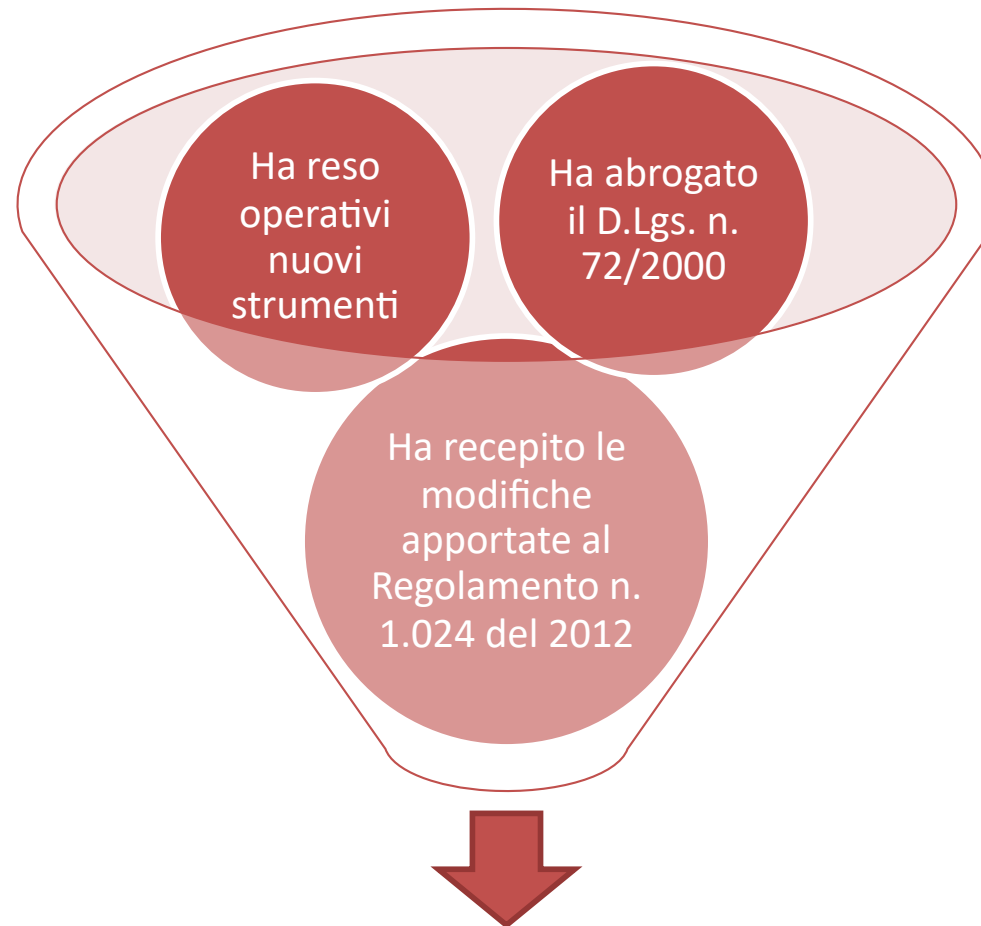 Ha reso
operativi
nuovi
strumenti
Ha abrogato
il D.Lgs. n.
72/2000
Ha recepito le
modifiche
apportate al
Regolamento n.
1.024 del 2012